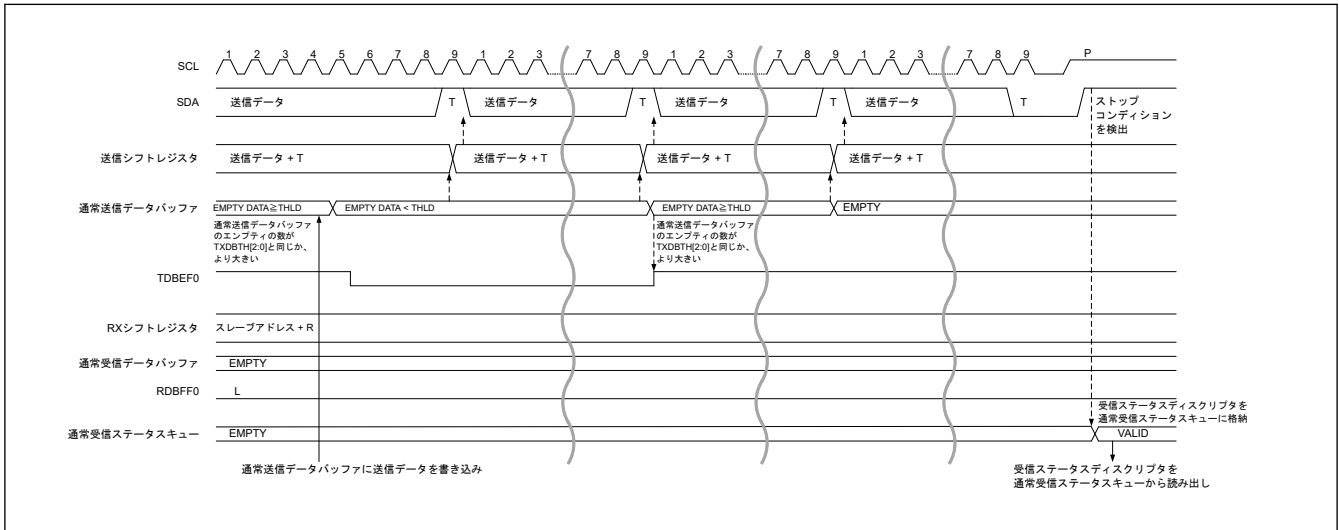 1 2 3 4 5 6 7 8 9 1 2 3 7 8 9 1 2 3 7 8 9 1 2 3 7 8 9 P
SCL
SDA 送信データ T 送信データ T 送信データ T 送信データ T ストップ
コンディション
を検出
送信シフトレジスタ 送信データ + T 送信データ + T 送信データ + T 送信データ + T
通常送信データバッファ EMPTY DATA≧THLD EMPTY DATA < THLD EMPTY DATA≧THLD EMPTY
通常送信データバッファ
のエンプティの数が
TXDBTH[2:0]と同じか、
より大きい
通常送信データバッファ
のエンプティの数が
TXDBTH[2:0]と同じか、
より大きい
TDBEF0
RXシフトレジスタ スレーブアドレス + R
通常受信データバッファ EMPTY
RDBFF0 L
受信ステータスディスクリプタを
通常受信ステータスキューに格納
通常受信ステータスキュー EMPTY VALID
通常送信データバッファに送信データを書き込み
受信ステータスディスクリプタを
通常受信ステータスキューから読み出し